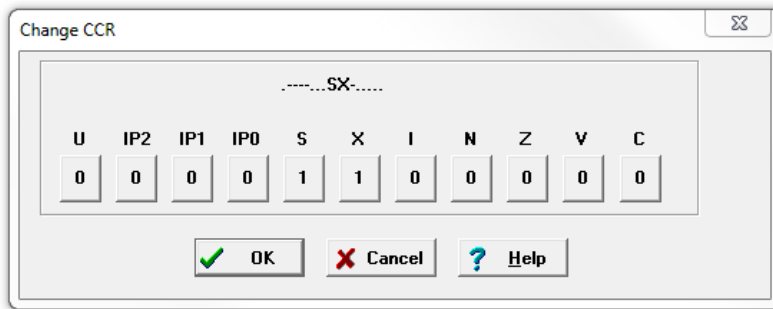 Change CCR
.----...SX-.....
U IP2 IP1 IP0 S X I N Z V C
0 0 0 0 1 1 0 0 0 0 0
OK Cancel ? Help